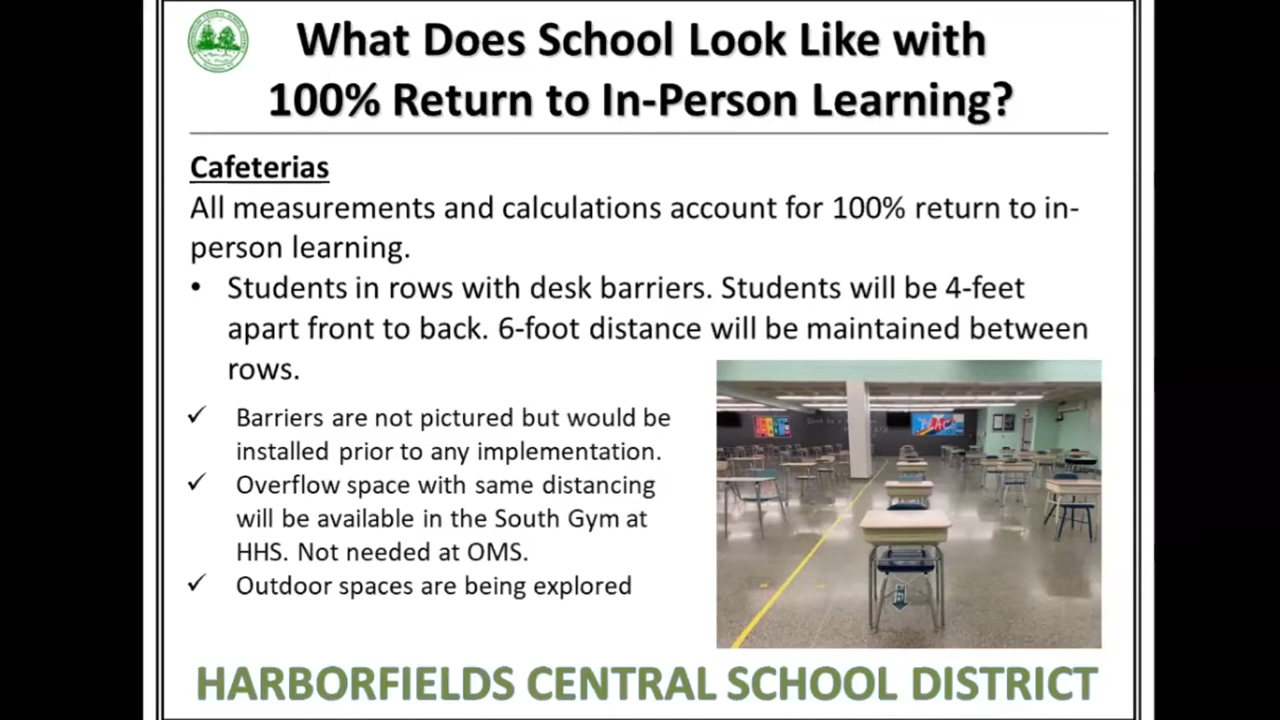 What Does School Look Like with
100% Return to In-Person Learning?
Cafeterias
All measurements and calculations account for 100% return to in-
person learning.
• Students in rows with desk barriers. Students will be 4-feet
apart front to back. 6-foot distance will be maintained between
rows.
✓ Barriers are not pictured but would be
installed prior to any implementation.
✓ Overflow space with same distancing
will be available in the South Gym at
HHS. Not needed at OMS.
✓ Outdoor spaces are being explored
HARBORFIELDS CENTRAL SCHOOL DISTRICT